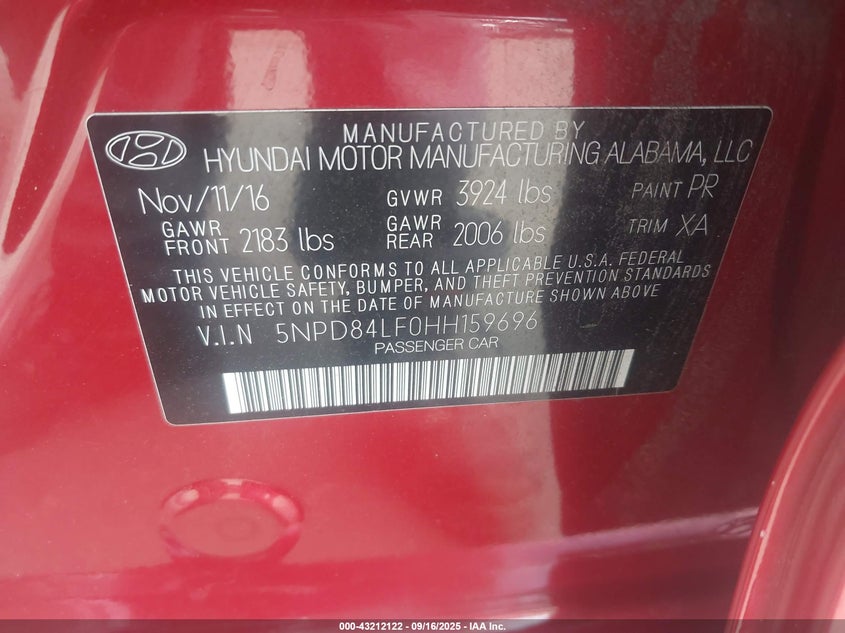 MANUFACTURED BY
HYUNDAI MOTOR MANUFACTURING ALABAMA, LLC
Nov/11/16 GVWR 3924 lbs PAINT PR
GAWR FRONT 2183 lbs GAWR REAR 2006 lbs TRIM XA
THIS VEHICLE CONFORMS TO ALL APPLICABLE U.S.A. FEDERAL
MOTOR VEHICLE SAFETY, BUMPER, AND THEFT PREVENTION STANDARDS
IN EFFECT ON THE DATE OF MANUFACTURE SHOWN ABOVE
V.I.N 5NPD84LF0HH159696
PASSENGER CAR
000-43212122 - 09/16/2025 - IAA Inc.